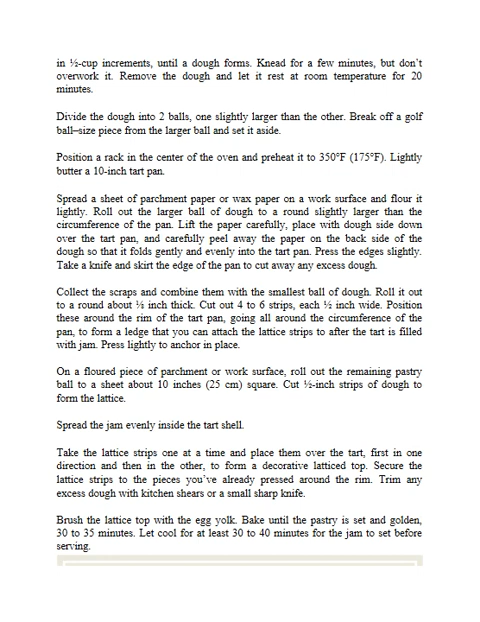 in ½-cup increments, until a dough forms. Knead for a few minutes, but don't
overwork it. Remove the dough and let it rest at room temperature for 20
minutes.
Divide the dough into 2 balls, one slightly larger than the other. Break off a golf
ball–size piece from the larger ball and set it aside.
Position a rack in the center of the oven and preheat it to 350°F (175°F). Lightly
butter a 10-inch tart pan.
Spread a sheet of parchment paper or wax paper on a work surface and flour it
lightly. Roll out the larger ball of dough to a round slightly larger than the
circumference of the pan. Lift the paper carefully, place with dough side down
over the tart pan, and carefully peel away the paper on the back side of the
dough so that it folds gently and evenly into the tart pan. Press the edges slightly.
Take a knife and skirt the edge of the pan to cut away any excess dough.
Collect the scraps and combine them with the smallest ball of dough. Roll it out
to a round about ⅛ inch thick. Cut out 4 to 6 strips, each ½ inch wide. Position
these around the rim of the tart pan, going all around the circumference of the
pan, to form a ledge that you can attach the lattice strips to after the tart is filled
with jam. Press lightly to anchor in place.
On a floured piece of parchment or work surface, roll out the remaining pastry
ball to a sheet about 10 inches (25 cm) square. Cut ½-inch strips of dough to
form the lattice.
Spread the jam evenly inside the tart shell.
Take the lattice strips one at a time and place them over the tart, first in one
direction and then in the other, to form a decorative latticed top. Secure the
lattice strips to the pieces you've already pressed around the rim. Trim any
excess dough with kitchen shears or a small sharp knife.
Brush the lattice top with the egg yolk. Bake until the pastry is set and golden,
30 to 35 minutes. Let cool for at least 30 to 40 minutes for the jam to set before
serving.